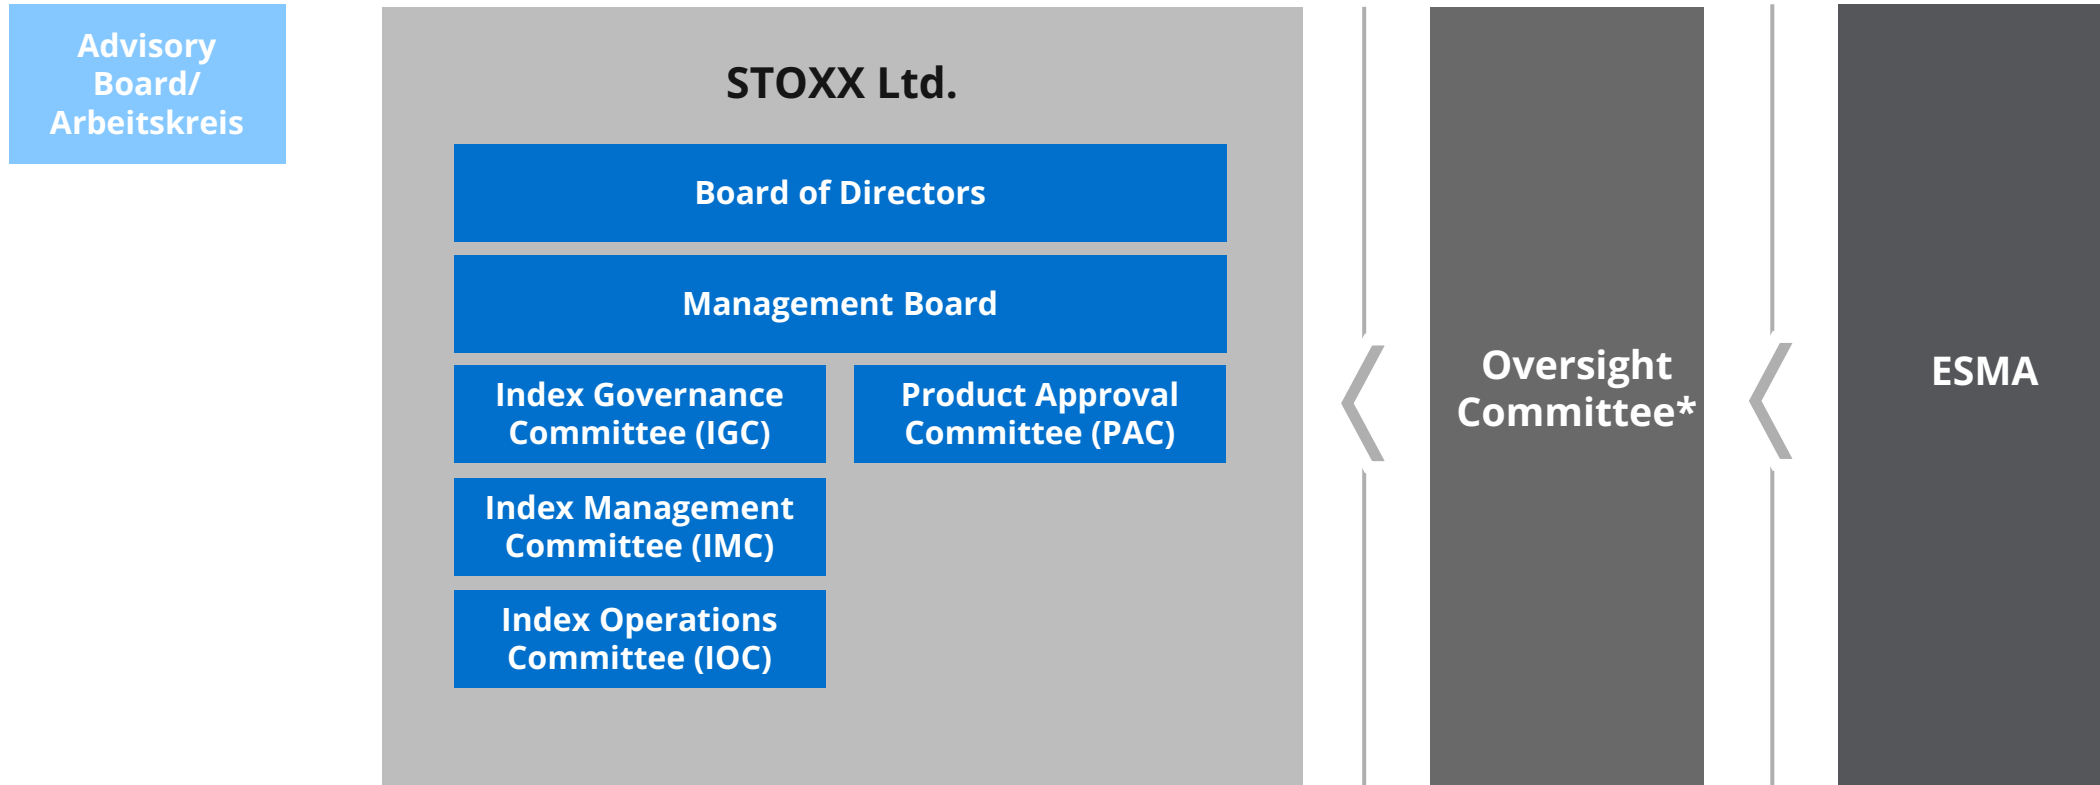 Advisory
Board/
Arbeitskreis
STOXX Ltd.
Board of Directors
Management Board
Index Governance
Committee (IGC)
Product Approval
Committee (PAC)
Index Management
Committee (IMC)
Index Operations
Committee (IOC)
Oversight
Committee*
ESMA